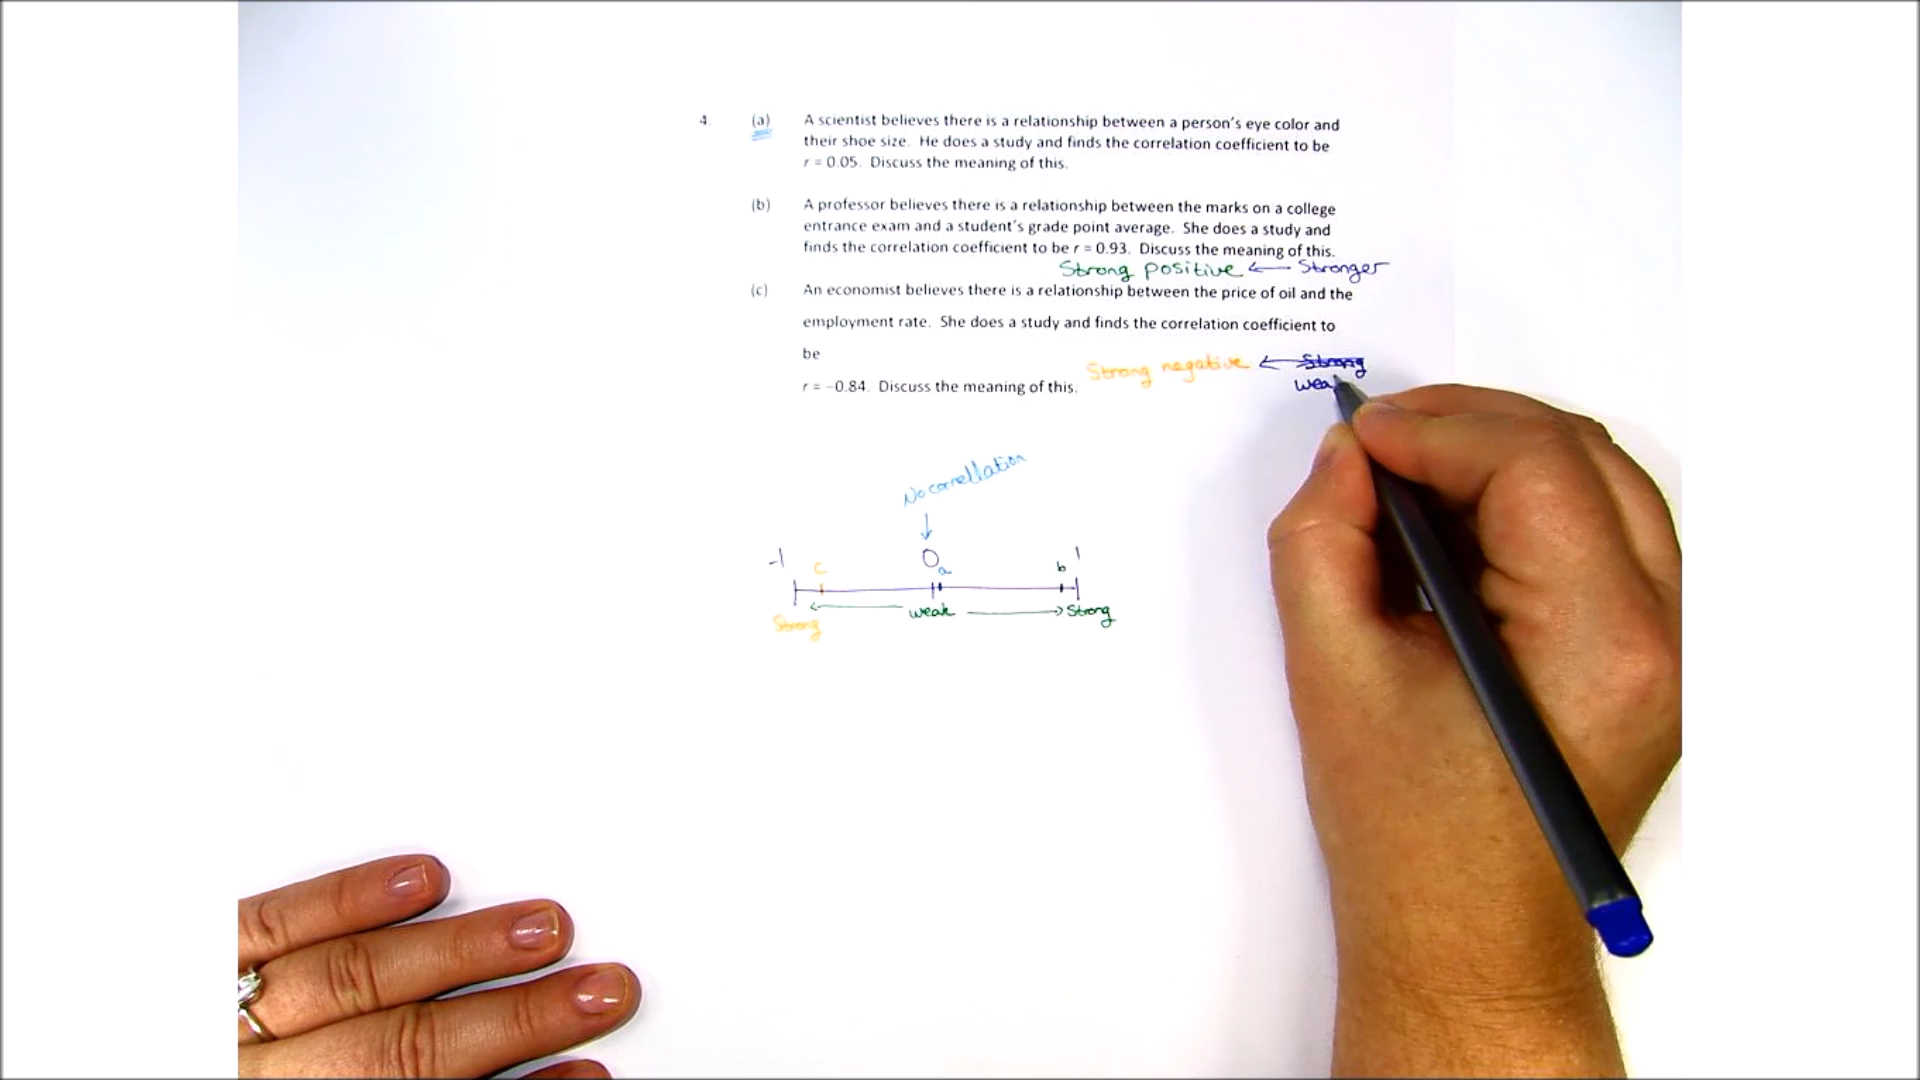 4. (a) A scientist believes there is a relationship between a person's eye color and
their shoe size. He does a study and finds the correlation coefficient to be
r = 0.05. Discuss the meaning of this.
(b) A professor believes there is a relationship between the marks on a college
entrance exam and a student's grade point average. She does a study and
finds the correlation coefficient to be r = 0.93. Discuss the meaning of this.
Strong positive ← Stronger
(c) An economist believes there is a relationship between the price of oil and the
employment rate. She does a study and finds the correlation coefficient to
be
Strong negative ← Strong
wea
r = −0.84. Discuss the meaning of this.
No correllation
↓
-1 c 0 a b 1
← weak → Strong
Strong